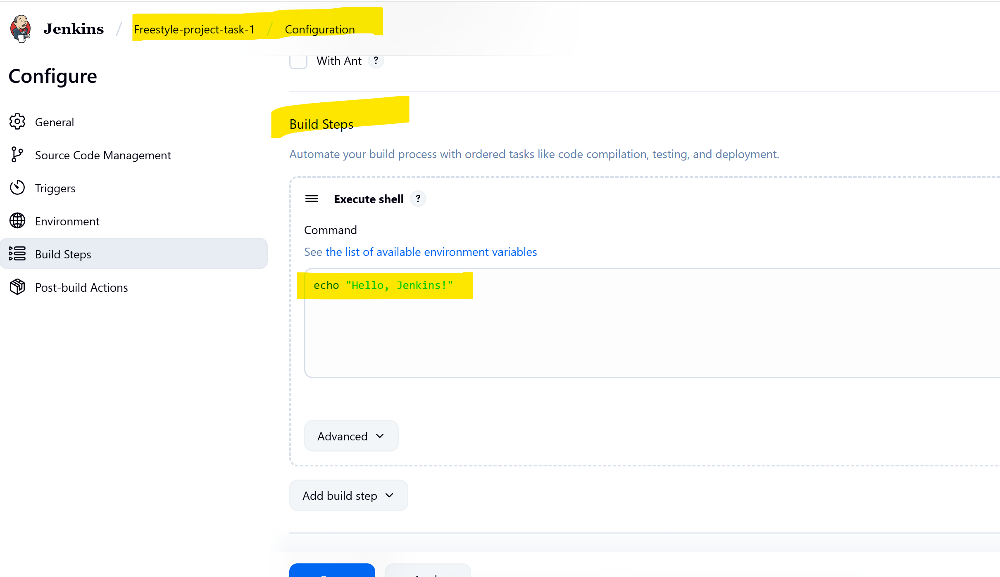 Jenkins / Freestyle-project-task-1 / Configuration
With Ant ?
Configure
General
Source Code Management
Triggers
Environment
Build Steps
Post-build Actions
Build Steps
Automate your build process with ordered tasks like code compilation, testing, and deployment.
Execute shell ?
Command
See the list of available environment variables
echo "Hello, Jenkins!"
Advanced
Add build step